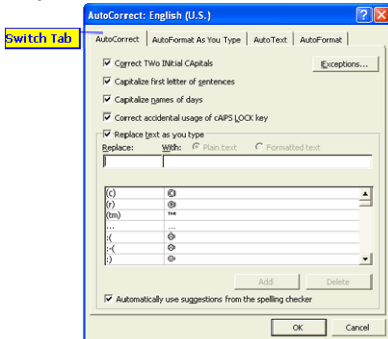 AutoCorrect: English (U.S.)
Switch Tab
AutoCorrect AutoFormat As You Type AutoText AutoFormat
Correct TWo INitial CApitals Exceptions...
Capitalize first letter of sentences
Capitalize names of days
Correct accidental usage of cAPS LOCK key
Replace text as you type
Replace: With: Plain text Formatted text
(c) ©
(r) ®
(tm) ™
... …
:( ☹
:-( ☹
:) ☺
Add Delete
Automatically use suggestions from the spelling checker
OK Cancel